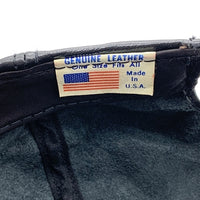 GENUINE LEATHER
One Size Fits All
Made
In
U.S.A.